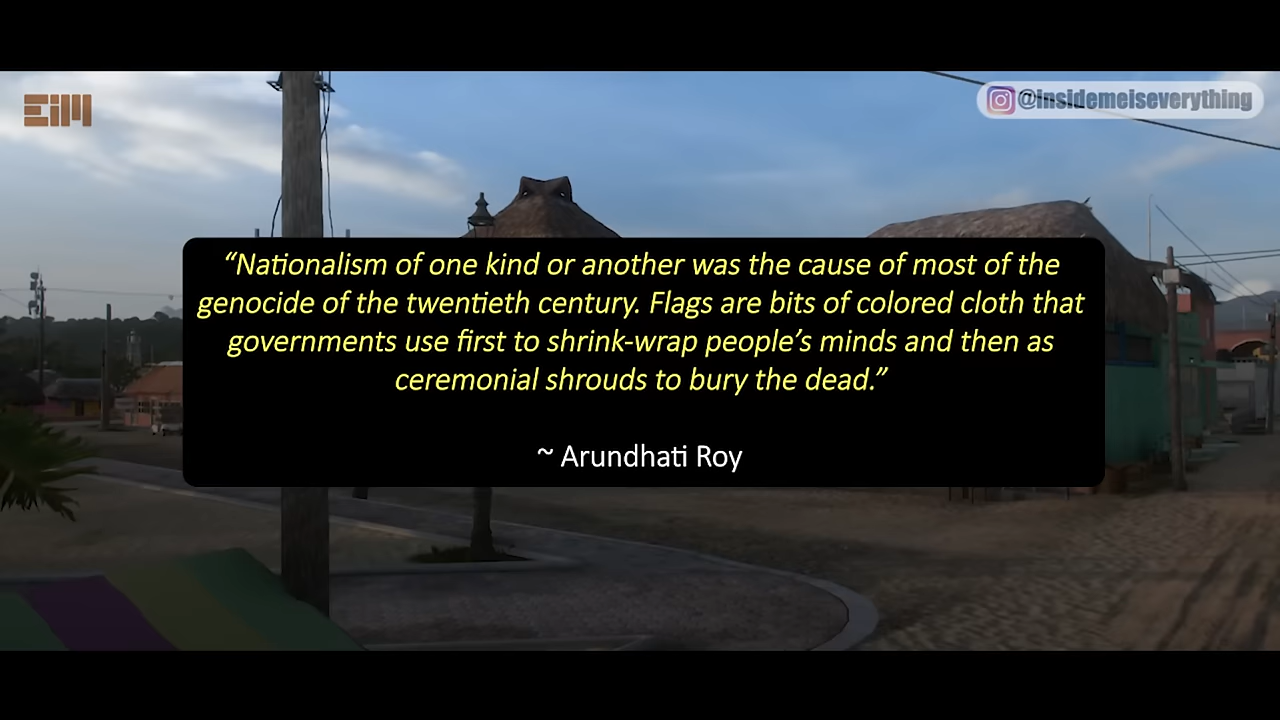 EiM
@insidemeiseverything
“Nationalism of one kind or another was the cause of most of the
genocide of the twentieth century. Flags are bits of colored cloth that
governments use first to shrink-wrap people’s minds and then as
ceremonial shrouds to bury the dead.”
~ Arundhati Roy